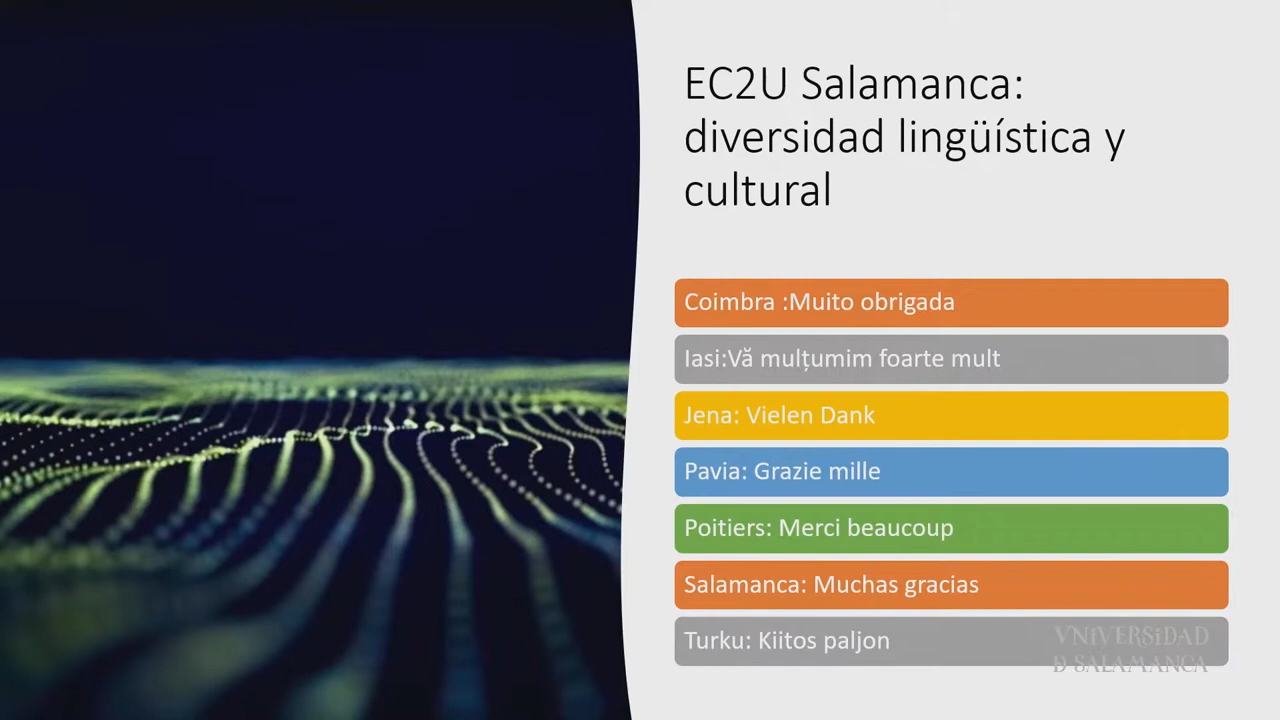 EC2U Salamanca:
diversidad lingüística y
cultural
Coimbra :Muito obrigada
Iasi:Vă mulțumim foarte mult
Jena: Vielen Dank
Pavia: Grazie mille
Poitiers: Merci beaucoup
Salamanca: Muchas gracias
Turku: Kiitos paljon
VNiVERSiDAD
D SALAMANCA